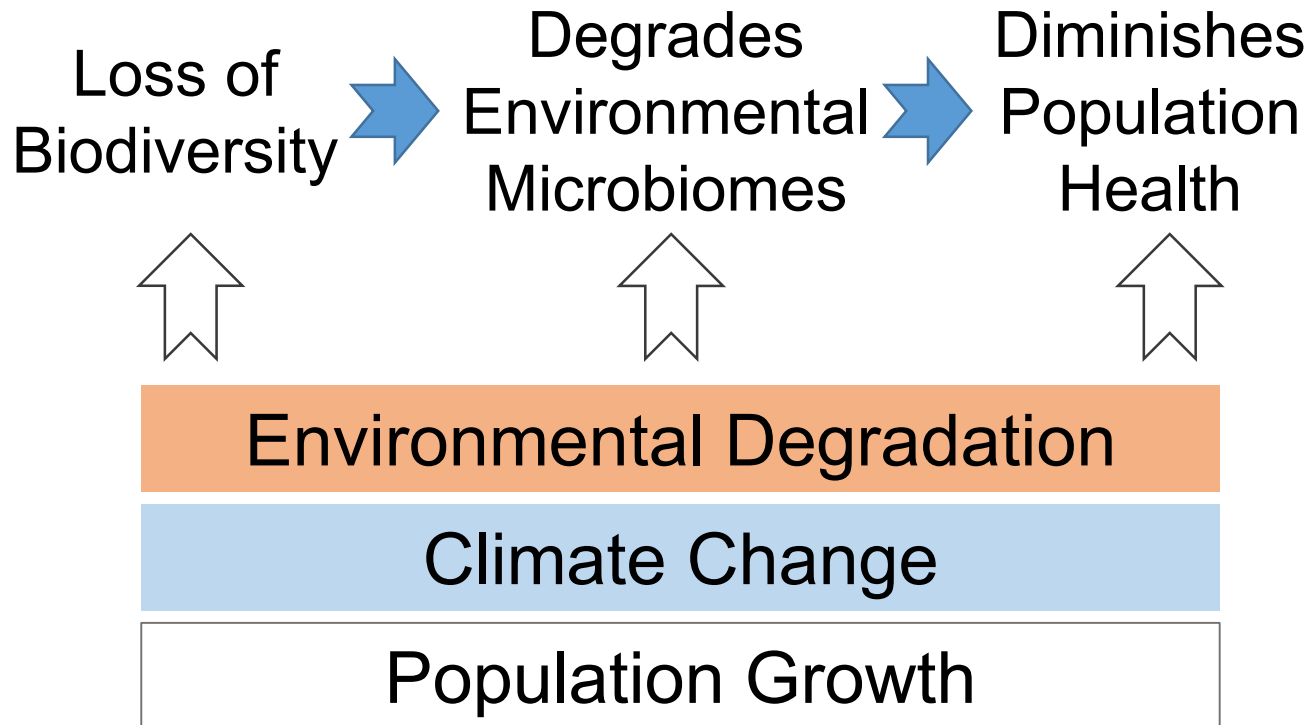 Loss of
Biodiversity
Degrades
Environmental
Microbiomes
Diminishes
Population
Health
Environmental Degradation
Climate Change
Population Growth